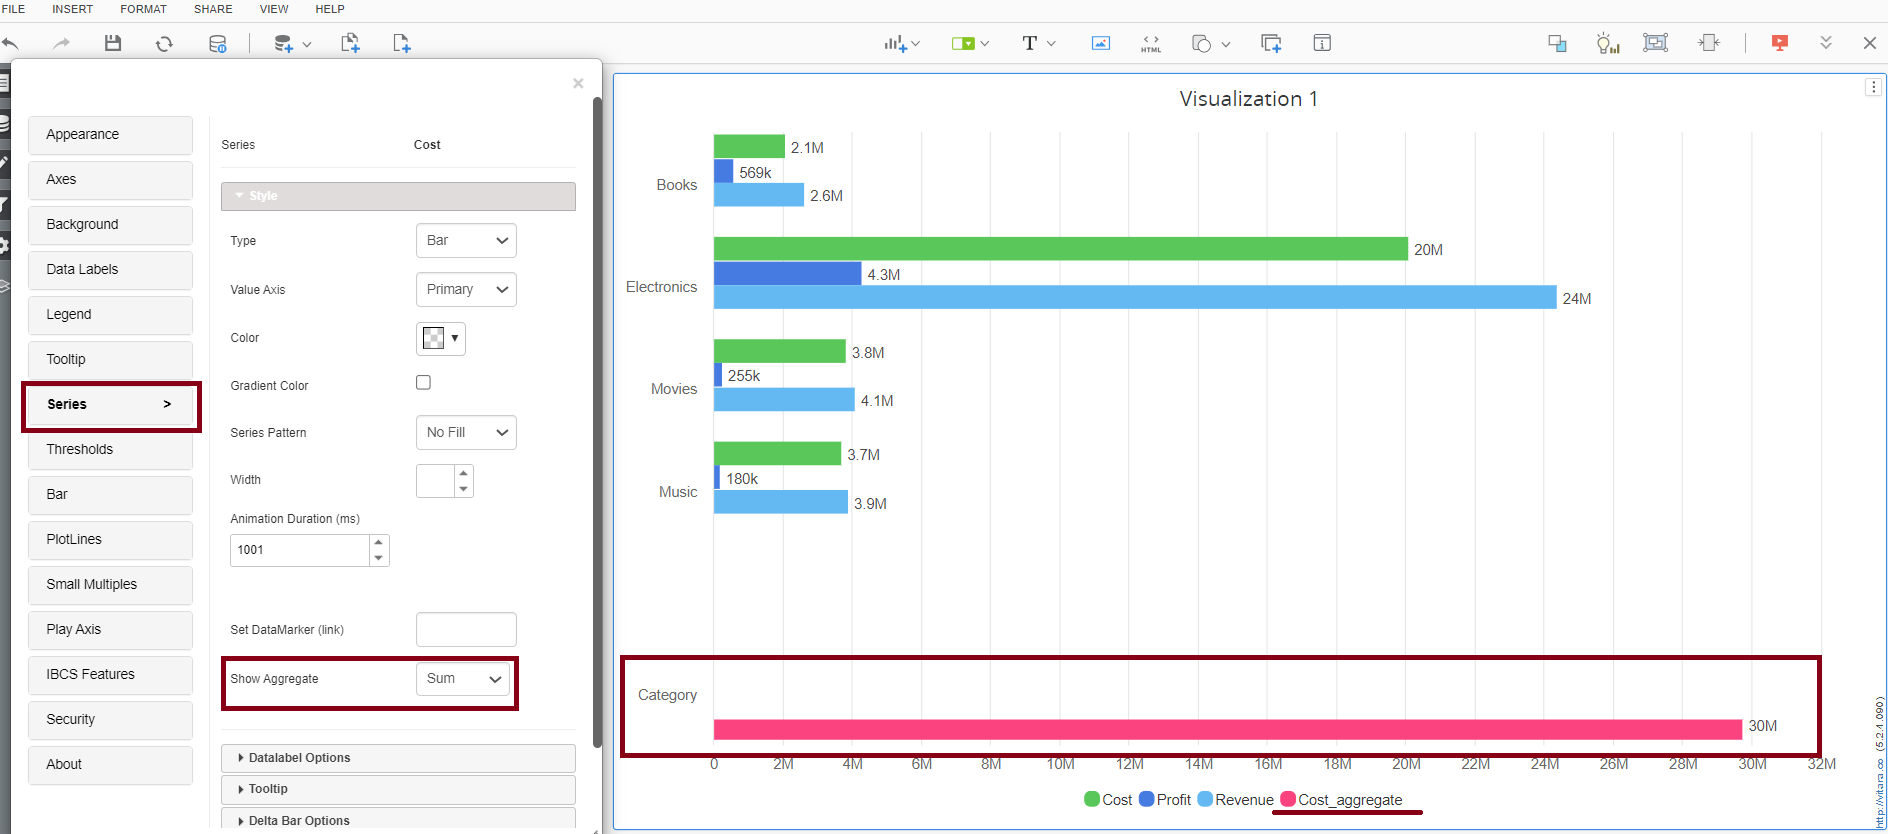 FILE INSERT FORMAT SHARE VIEW HELP
T
HTML
Appearance
Axes
Background
Data Labels
Legend
Tooltip
Series >
Thresholds
Bar
PlotLines
Small Multiples
Play Axis
IBCS Features
Security
About
Series Cost
Style
Type Bar
Value Axis Primary
Color
Gradient Color
Series Pattern No Fill
Width
Animation Duration (ms)
1001
Set DataMarker (link)
Show Aggregate Sum
Datalabel Options
Tooltip
Delta Bar Options
Visualization 1
Books
2.1M
569k
2.6M
Electronics
20M
4.3M
24M
Movies
3.8M
255k
4.1M
Music
3.7M
180k
3.9M
Category
30M
0 2M 4M 6M 8M 10M 12M 14M 16M 18M 20M 22M 24M 26M 28M 30M 32M
Cost Profit Revenue Cost_aggregate
http://vitara.co (5.2.4.090)